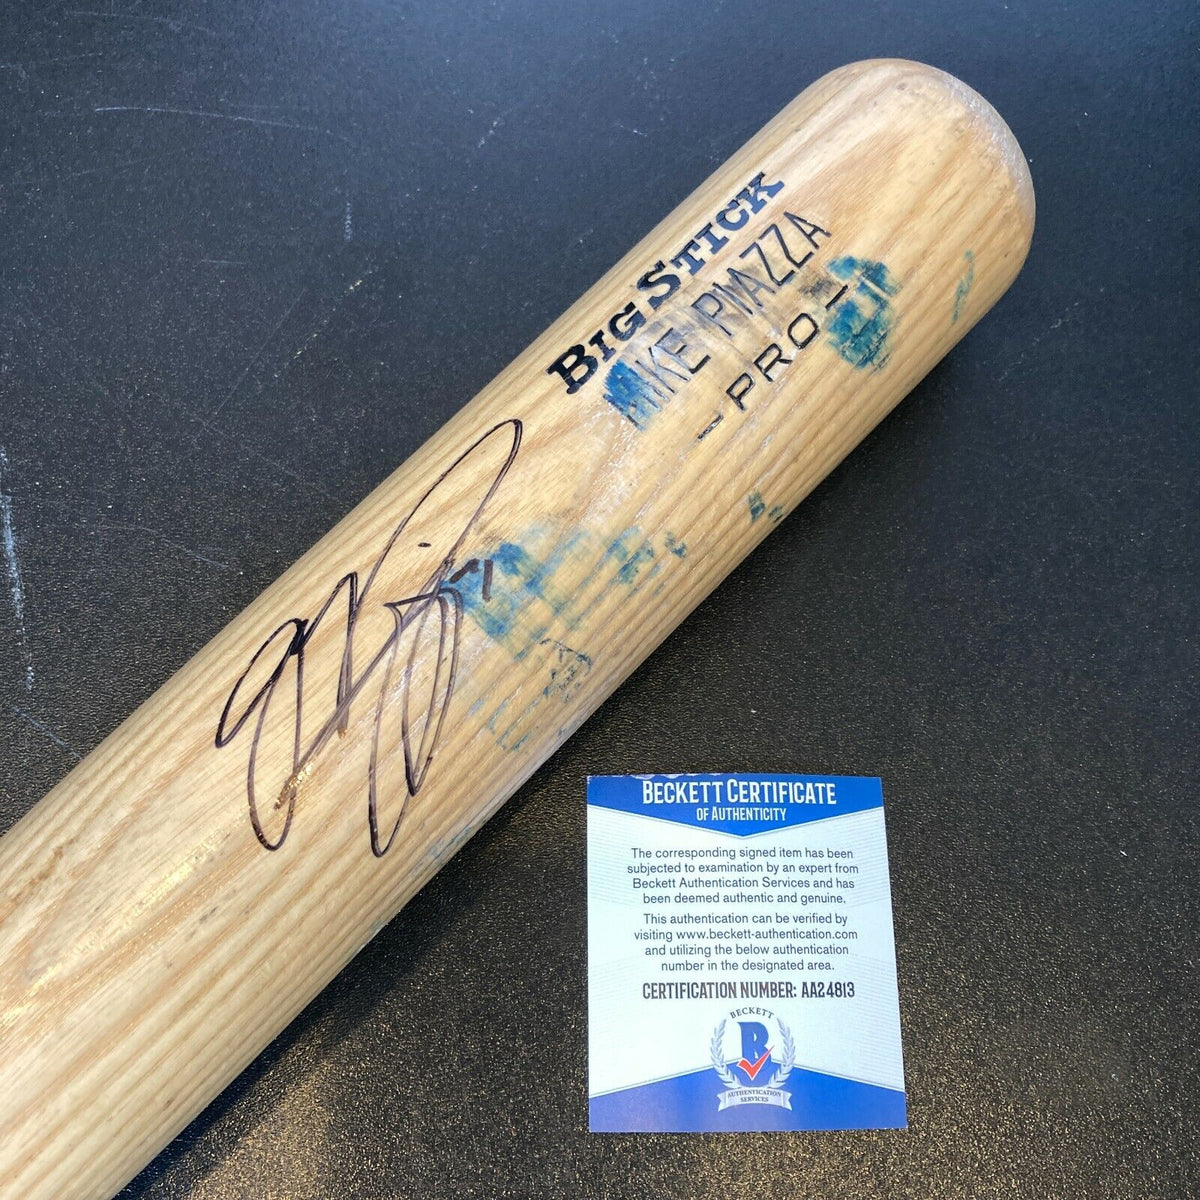 BIG STICK
MIKE PIAZZA
- PRO -
BECKETT CERTIFICATE
OF AUTHENTICITY
The corresponding signed item has been
subjected to examination by an expert from
Beckett Authentication Services and has
been deemed authentic and genuine.
This authentication can be verified by
visiting www.beckett-authentication.com
and utilizing the below authentication
number in the designated area.
CERTIFICATION NUMBER: AA24813
BECKETT
B
AUTHENTICATION
SERVICES